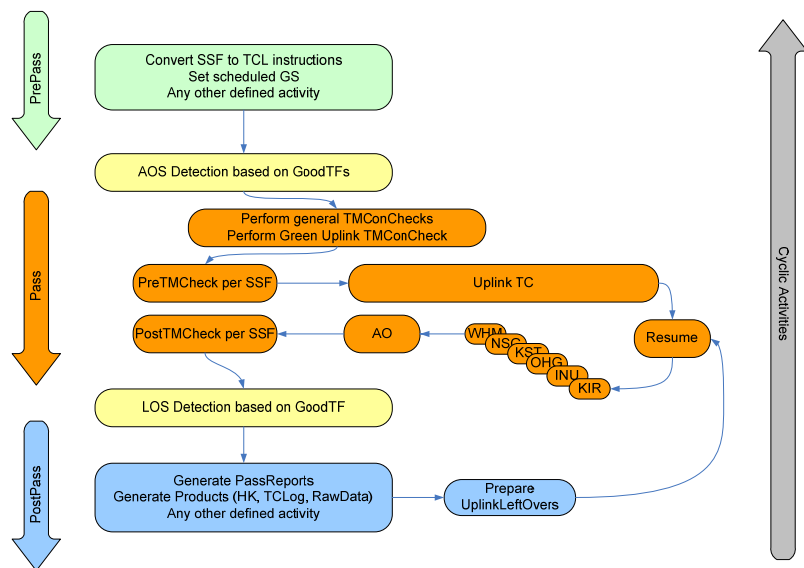 PrePass
Convert SSF to TCL instructions
Set scheduled GS
Any other defined activity
AOS Detection based on GoodTFs
Pass
Perform general TMConChecks
Perform Green Uplink TMConCheck
PreTMCheck per SSF
Uplink TC
Resume
PostTMCheck per SSF
AO
WHM
NSG
KST
OHG
INU
KIR
LOS Detection based on GoodTF
PostPass
Generate PassReports
Generate Products (HK, TCLog, RawData)
Any other defined activity
Prepare
UplinkLeftOvers
Cyclic Activities